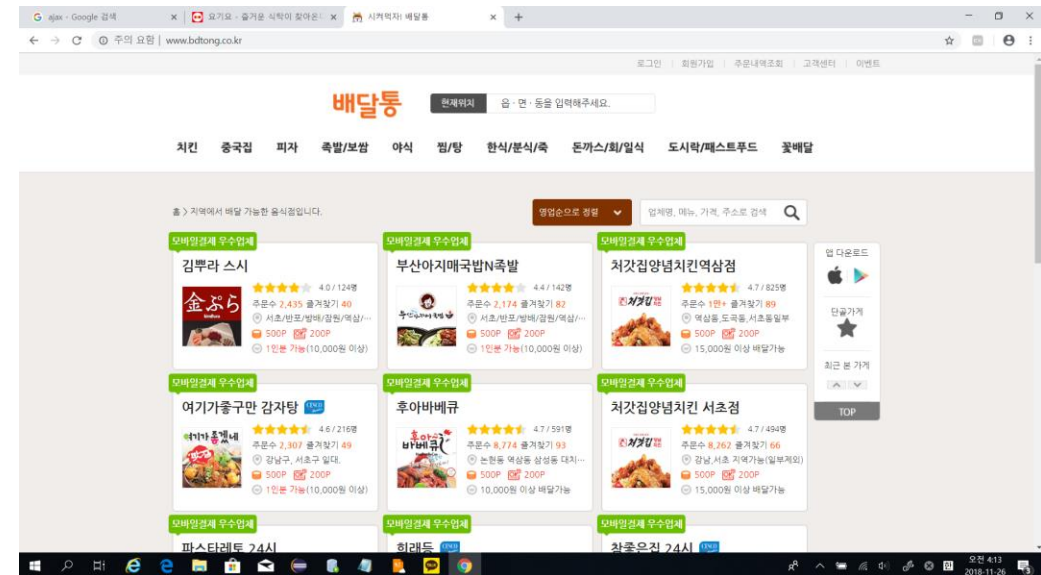 ajax - Google 검색
요기요 - 즐거운 식탁이 찾아온
시켜먹자! 배달통
주의 요함 | www.bdtong.co.kr
로그인 | 회원가입 | 주문내역조회 | 고객센터 | 이벤트
배달통
현재위치
읍 · 면 · 동을 입력해주세요.
치킨 중국집 피자 족발/보쌈 야식 찜/탕 한식/분식/죽 돈까스/회/일식 도시락/패스트푸드 꽃배달
홈 > 지역에서 배달 가능한 음식점입니다.
영업순으로 정렬
업체명, 메뉴, 가격, 주소로 검색
모바일결제 우수업체
김뿌라 스시
金ぷら
4.0 / 124명
주문수 2,435 즐겨찾기 40
서초/반포/방배/잠원/역삼/…
500P 200P
1인분 가능(10,000원 이상)
모바일결제 우수업체
부산아지매국밥N족발
4.4 / 142명
주문수 2,174 즐겨찾기 82
서초/반포/방배/잠원/역삼/…
500P 200P
1인분 가능(10,000원 이상)
모바일결제 우수업체
처갓집양념치킨역삼점
4.7 / 825명
주문수 1만+ 즐겨찾기 89
역삼동,도곡동,서초동일부
500P 200P
15,000원 이상 배달가능
앱 다운로드
단골가게
최근 본 가게
TOP
모바일결제 우수업체
여기가좋구만 감자탕
CESCO
4.6 / 216명
주문수 2,307 즐겨찾기 49
강남구, 서초구 일대.
500P 200P
1인분 가능(10,000원 이상)
모바일결제 우수업체
후아바베큐
후아~
바베큐
4.7 / 591명
주문수 8,774 즐겨찾기 93
논현동 역삼동 삼성동 대치…
500P 200P
10,000원 이상 배달가능
모바일결제 우수업체
처갓집양념치킨 서초점
4.7 / 494명
주문수 8,262 즐겨찾기 66
강남,서초 지역가능(일부제외)
500P 200P
15,000원 이상 배달가능
모바일결제 우수업체
파스타레토 24시
모바일결제 우수업체
희래등
CESCO
모바일결제 우수업체
참좋은집 24시
CESCO
오전 4:13
2018-11-26